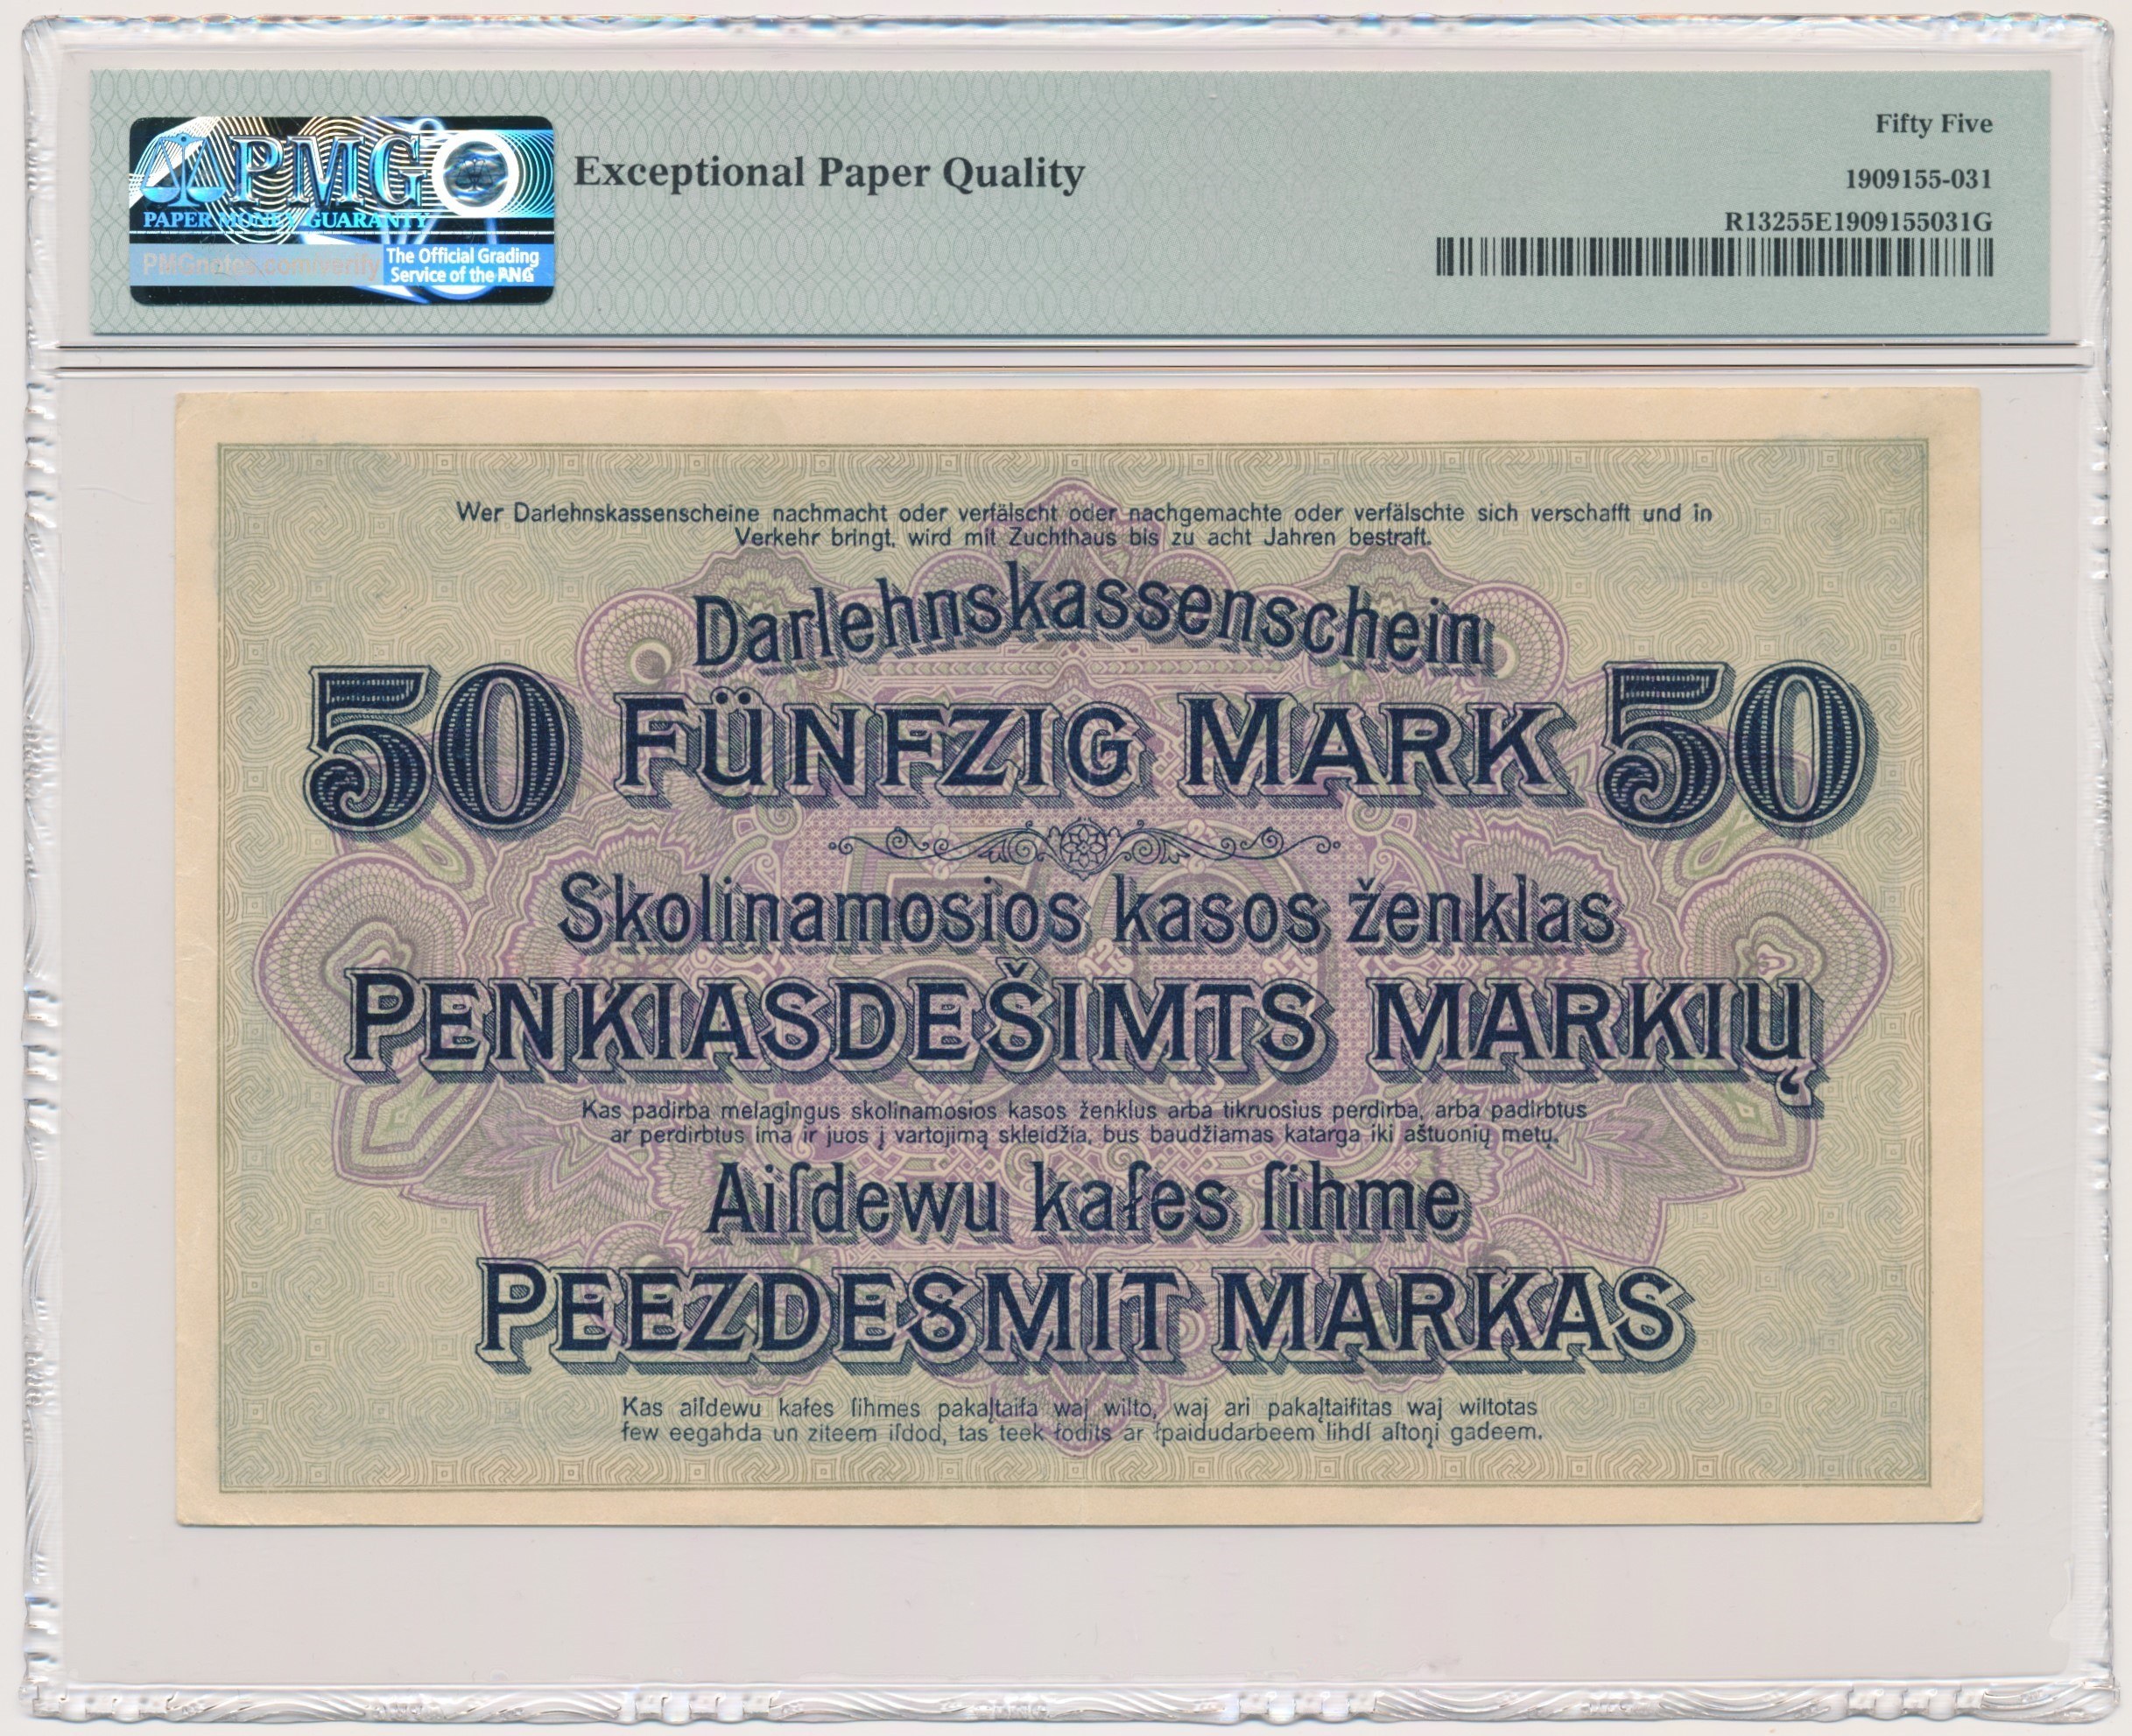 Fifty Five
1909155-031
R13255E1909155031G
PMG
PAPER MONEY GUARANTY
PMGnotes.com/verify
The Official Grading
Service of the ANA
Exceptional Paper Quality
Wer Darlehnskassenscheine nachmacht oder verfälscht oder nachgemachte oder verfälschte sich verschafft und in
Verkehr bringt, wird mit Zuchthaus bis zu acht Jahren bestraft.
Darlehnskassenschein
50 FÜNFZIG MARK 50
Skolinamosios kasos ženklas
PENKIASDEŠIMTS MARKIŲ
Kas padirba melagingus skolinamosios kasos ženklus arba tikruosius perdirba, arba padirbtus
ar perdirbtus ima ir juos į vartojimą skleidžia, bus baudžiamas katarga iki aštuonių metų.
Aiſdewu kaſes ſihme
PEEZDESMIT MARKAS
Kas aiſdewu kaſes ſihmes pakaļtaiſa waj wilto, waj ari pakaļtaiſitas waj wiltotas
ſew eegahda un ziteem iſdod, tas teek ſodits ar ſpaidudarbeem lihdſ aſtoņi gadeem.